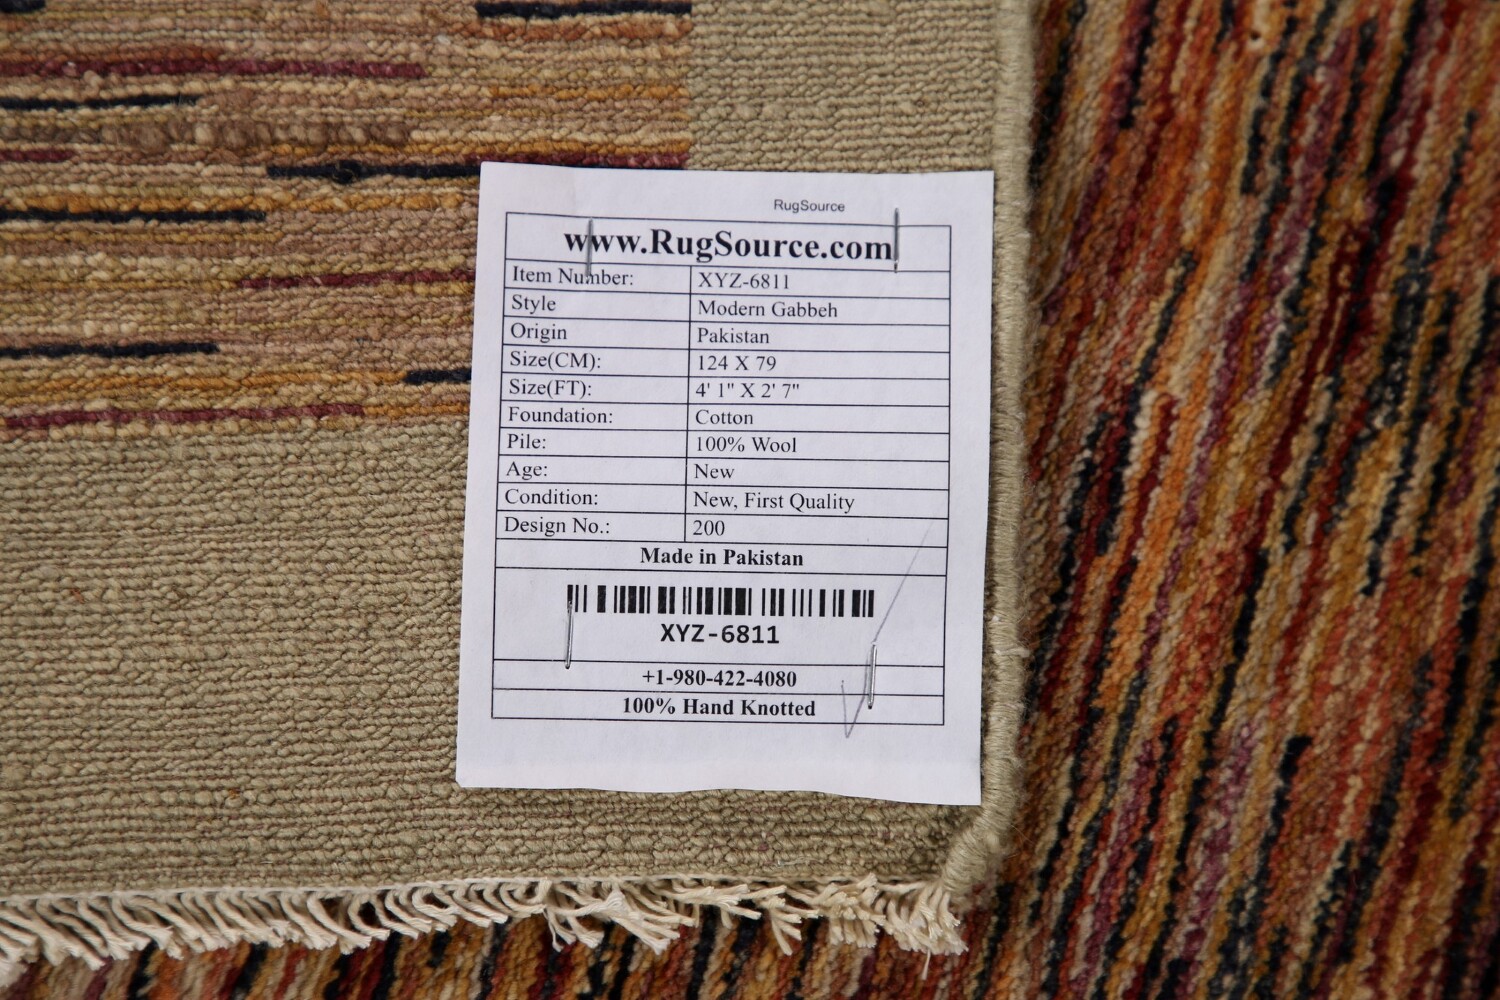 RugSource
www.RugSource.com
Item Number: XYZ-6811
Style Modern Gabbeh
Origin Pakistan
Size(CM): 124 X 79
Size(FT): 4' 1" X 2' 7"
Foundation: Cotton
Pile: 100% Wool
Age: New
Condition: New, First Quality
Design No.: 200
Made in Pakistan
XYZ-6811
+1-980-422-4080
100% Hand Knotted